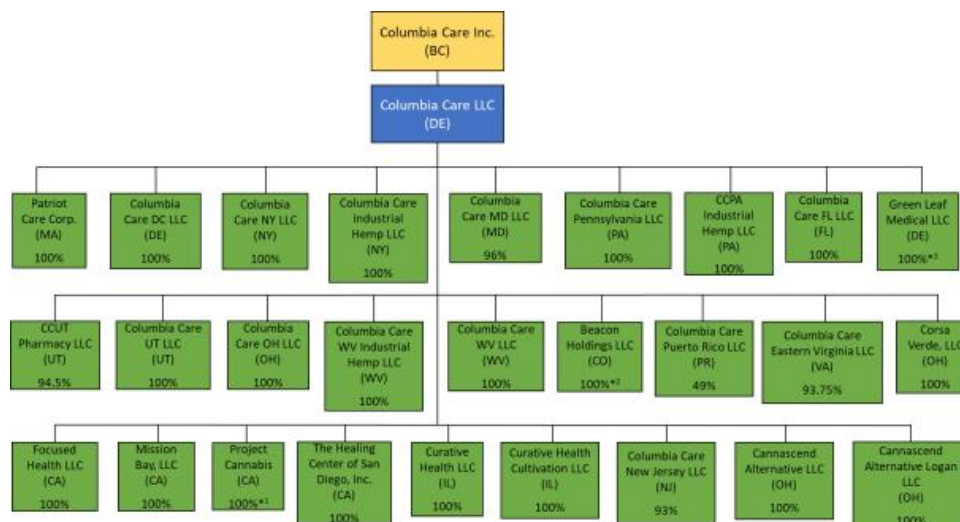 Columbia Care Inc.
(BC)
Columbia Care LLC
(DE)
Patriot
Care Corp.
(MA)
100%
Columbia
Care DC LLC
(DE)
100%
Columbia
Care NY LLC
(NY)
100%
Columbia Care
Industrial
Hemp LLC
(NY)
100%
Columbia
Care MD LLC
(MD)
96%
Columbia Care
Pennsylvania LLC
(PA)
100%
CCPA
Industrial
Hemp LLC
(PA)
100%
Columbia
Care FL LLC
(FL)
100%
Green Leaf
Medical LLC
(DE)
100%*³
CCUT
Pharmacy LLC
(UT)
94.5%
Columbia Care
UT LLC
(UT)
100%
Columbia
Care OH LLC
(OH)
100%
Columbia Care
WV Industrial
Hemp LLC
(WV)
100%
Columbia Care
WV LLC
(WV)
100%
Beacon
Holdings LLC
(CO)
100%*²
Columbia Care
Puerto Rico LLC
(PR)
49%
Columbia Care
Eastern Virginia LLC
(VA)
93.75%
Corsa
Verde, LLC
(OH)
100%
Focused
Health LLC
(CA)
100%
Mission
Bay, LLC
(CA)
100%
Project
Cannabis
(CA)
100%*¹
The Healing
Center of San
Diego, Inc.
(CA)
100%
Curative
Health LLC
(IL)
100%
Curative Health
Cultivation LLC
(IL)
100%
Columbia Care
New Jersey LLC
(NJ)
93%
Cannascend
Alternative LLC
(OH)
100%
Cannascend
Alternative Logan
LLC
(OH)
100%